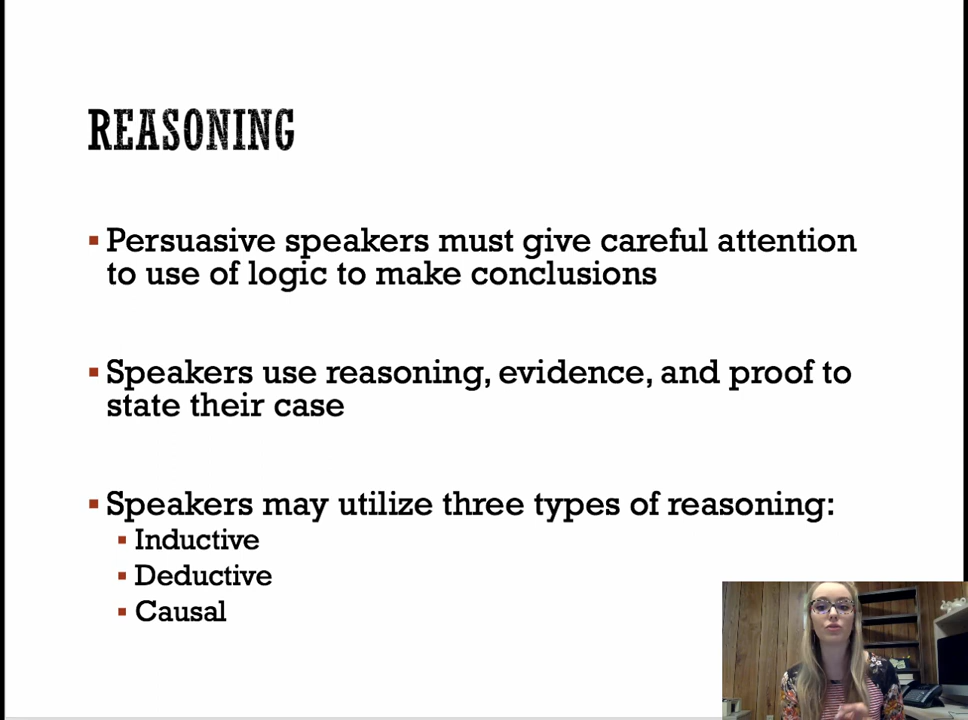 REASONING
▪ Persuasive speakers must give careful attention
to use of logic to make conclusions
▪ Speakers use reasoning, evidence, and proof to
state their case
▪ Speakers may utilize three types of reasoning:
▪ Inductive
▪ Deductive
▪ Causal